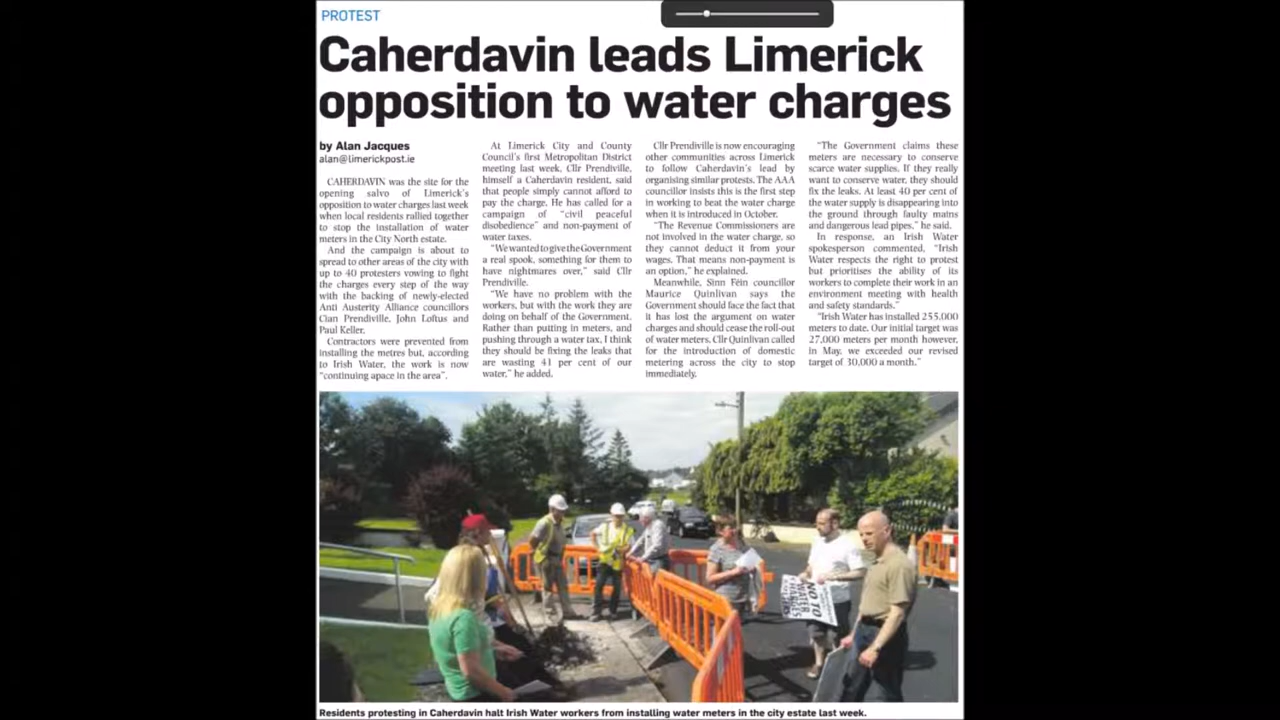 PROTEST
Caherdavin leads Limerick
opposition to water charges
by Alan Jacques
alan@limerickpost.ie
CAHERDAVIN was the site for the
opening salvo of Limerick's
opposition to water charges last week
when local residents rallied together
to stop the installation of water
meters in the City North estate.
And the campaign is about to
spread to other areas of the city with
up to 40 protesters vowing to fight
the charges every step of the way
with the backing of newly-elected
Anti Austerity Alliance councillors
Cian Prendiville, John Loftus and
Paul Keller.
Contractors were prevented from
installing the metres but, according
to Irish Water, the work is now
"continuing apace in the area".
At Limerick City and County
Council's first Metropolitan District
meeting last week, Cllr Prendiville,
himself a Caherdavin resident, said
that people simply cannot afford to
pay the charge. He has called for a
campaign of "civil peaceful
disobedience" and non-payment of
water taxes.
"We wanted to give the Government
a real spook, something for them to
have nightmares over," said Cllr
Prendiville.
"We have no problem with the
workers, but with the work they are
doing on behalf of the Government.
Rather than putting in meters, and
pushing through a water tax, I think
they should be fixing the leaks that
are wasting 41 per cent of our
water," he added.
Cllr Prendiville is now encouraging
other communities across Limerick
to follow Caherdavin's lead by
organising similar protests. The AAA
councillor insists this is the first step
in working to beat the water charge
when it is introduced in October.
"The Revenue Commissioners are
not involved in the water charge, so
they cannot deduct it from your
wages. That means non-payment is
an option," he explained.
Meanwhile, Sinn Féin councillor
Maurice Quinlivan says the
Government should face the fact that
it has lost the argument on water
charges and should cease the roll-out
of water meters. Cllr Quinlivan called
for the introduction of domestic
metering across the city to stop
immediately.
"The Government claims these
meters are necessary to conserve
scarce water supplies. If they really
want to conserve water, they should
fix the leaks. At least 40 per cent of
the water supply is disappearing into
the ground through faulty mains
and dangerous lead pipes," he said.
In response, an Irish Water
spokesperson commented, "Irish
Water respects the right to protest
but prioritises the ability of its
workers to complete their work in an
environment meeting with health
and safety standards."
"Irish Water has installed 255,000
meters to date. Our initial target was
27,000 meters per month however,
in May, we exceeded our revised
target of 30,000 a month."
NO TO
WATER
Residents protesting in Caherdavin halt Irish Water workers from installing water meters in the city estate last week.